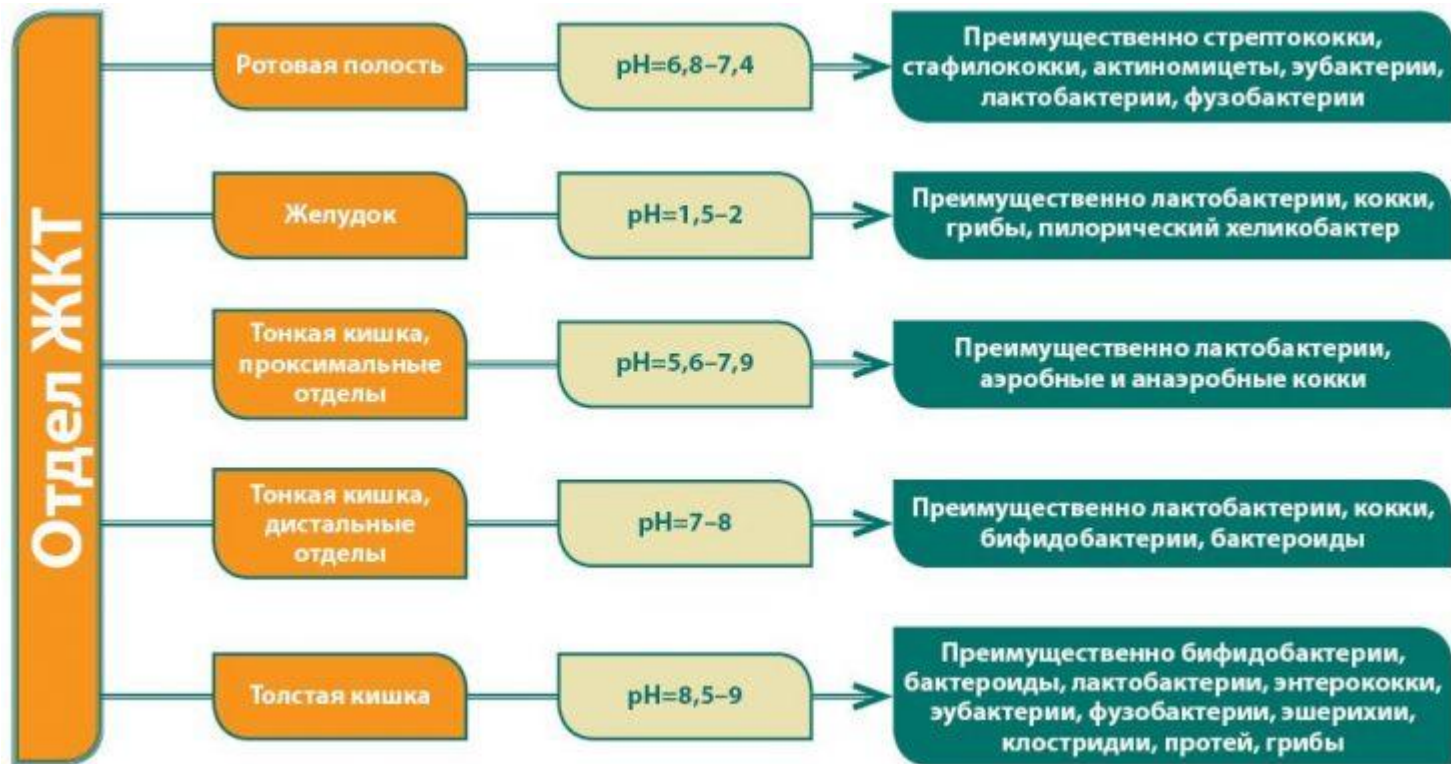 Отдел ЖКТ
Ротовая полость
pH=6,8–7,4
Преимущественно стрептококки,
стафилококки, актиномицеты, эубактерии,
лактобактерии, фузобактерии
Желудок
pH=1,5–2
Преимущественно лактобактерии, кокки,
грибы, пилорический хеликобактер
Тонкая кишка,
проксимальные
отделы
pH=5,6–7,9
Преимущественно лактобактерии,
аэробные и анаэробные кокки
Тонкая кишка,
дистальные
отделы
pH=7–8
Преимущественно лактобактерии, кокки,
бифидобактерии, бактероиды
Толстая кишка
pH=8,5–9
Преимущественно бифидобактерии,
бактероиды, лактобактерии, энтерококки,
эубактерии, фузобактерии, эшерихии,
клостридии, протей, грибы